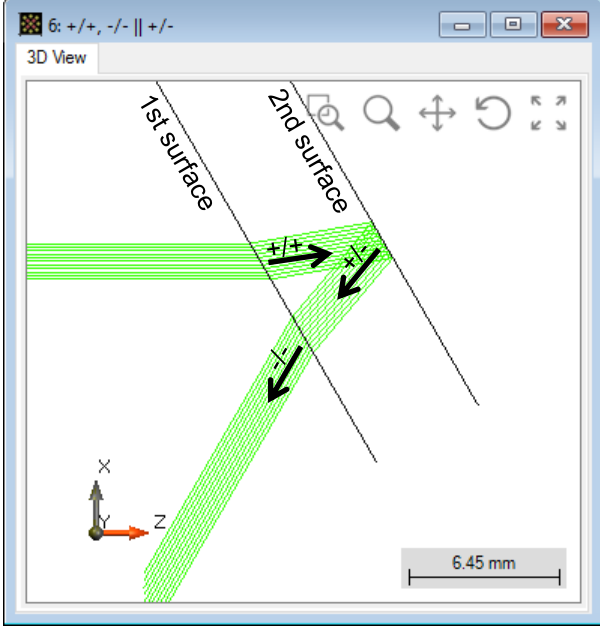 6: +/+, -/- || +/-
3D View
1st surface
2nd surface
+/+
+/-
-/-
X
Y
Z
6.45 mm